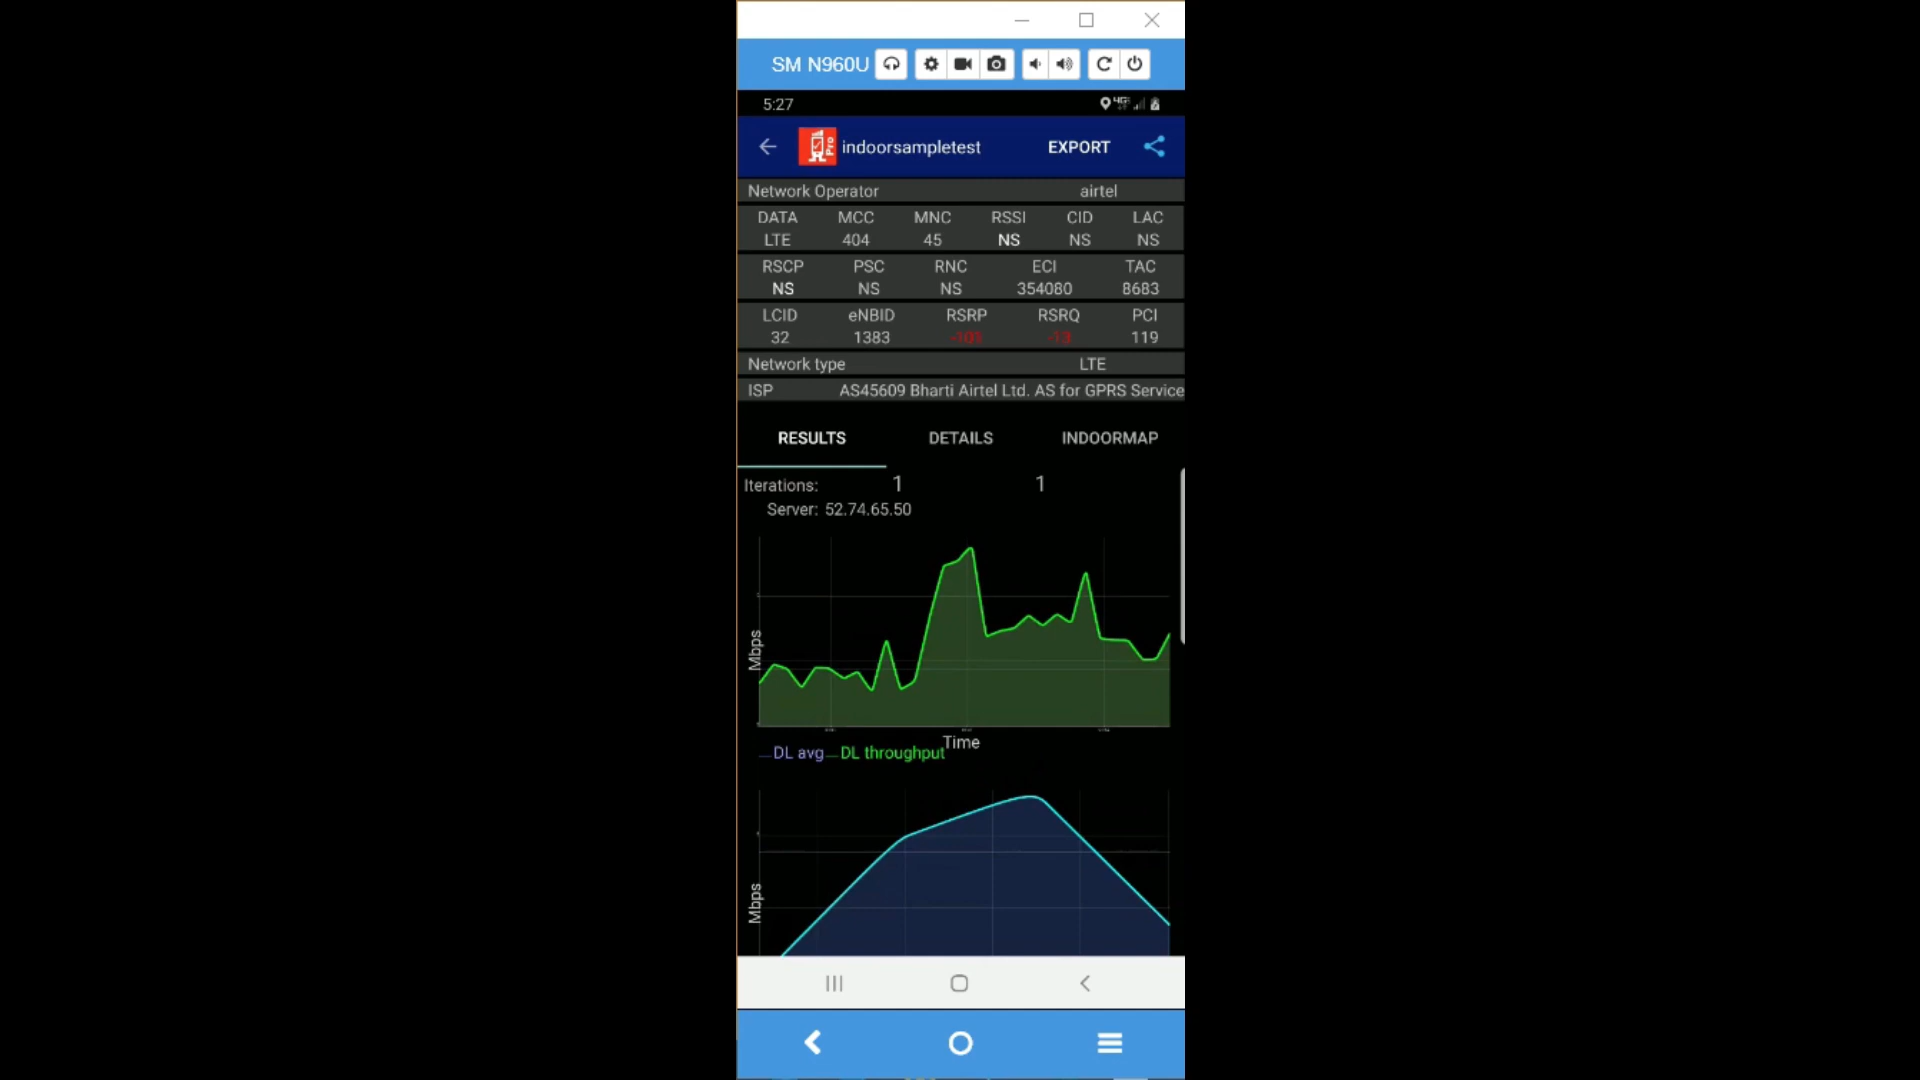 SM N960U
5:27
Pro indoorsampletest EXPORT
Network Operator airtel
DATA MCC MNC RSSI CID LAC
LTE 404 45 NS NS NS
RSCP PSC RNC ECI TAC
NS NS NS 354080 8683
LCID eNBID RSRP RSRQ PCI
32 1383 -13 119
Network type LTE
ISP AS45609 Bharti Airtel Ltd. AS for GPRS Service
RESULTS DETAILS INDOORMAP
Iterations: 1 1
Server: 52.74.65.50
Mbps
Time
DL avg DL throughput
Mbps